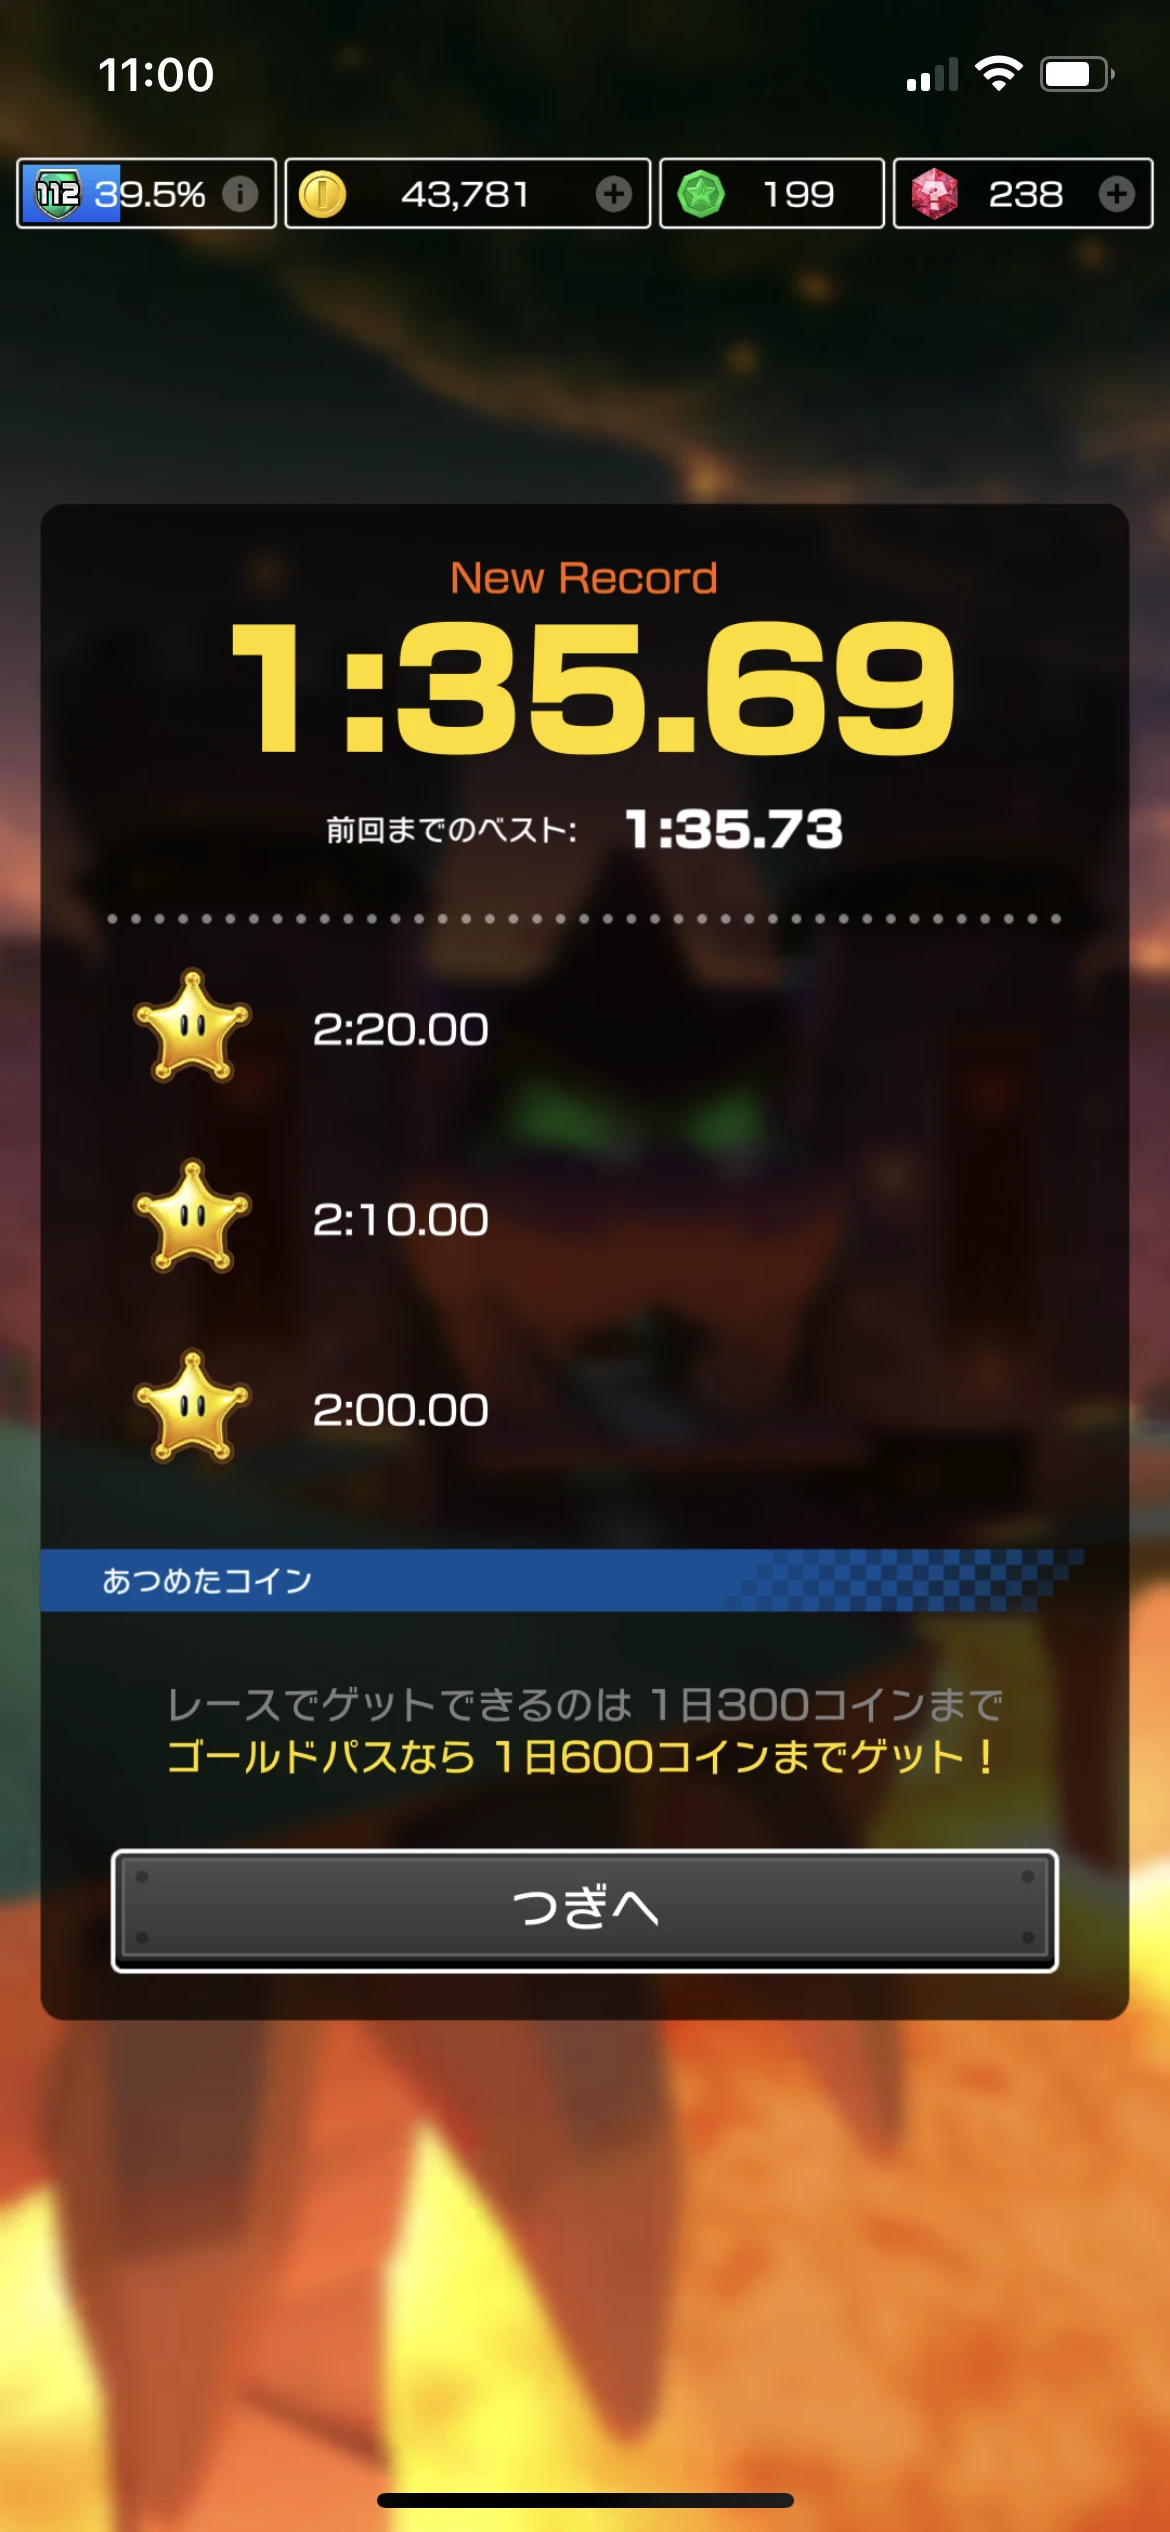 11:00
112 39.5% i 43,781 + 199 ? 238 +
New Record
1:35.69
前回までのベスト: 1:35.73
2:20.00
2:10.00
2:00.00
あつめたコイン
レースでゲットできるのは 1日300コインまで
ゴールドパスなら 1日600コインまでゲット！
つぎへ